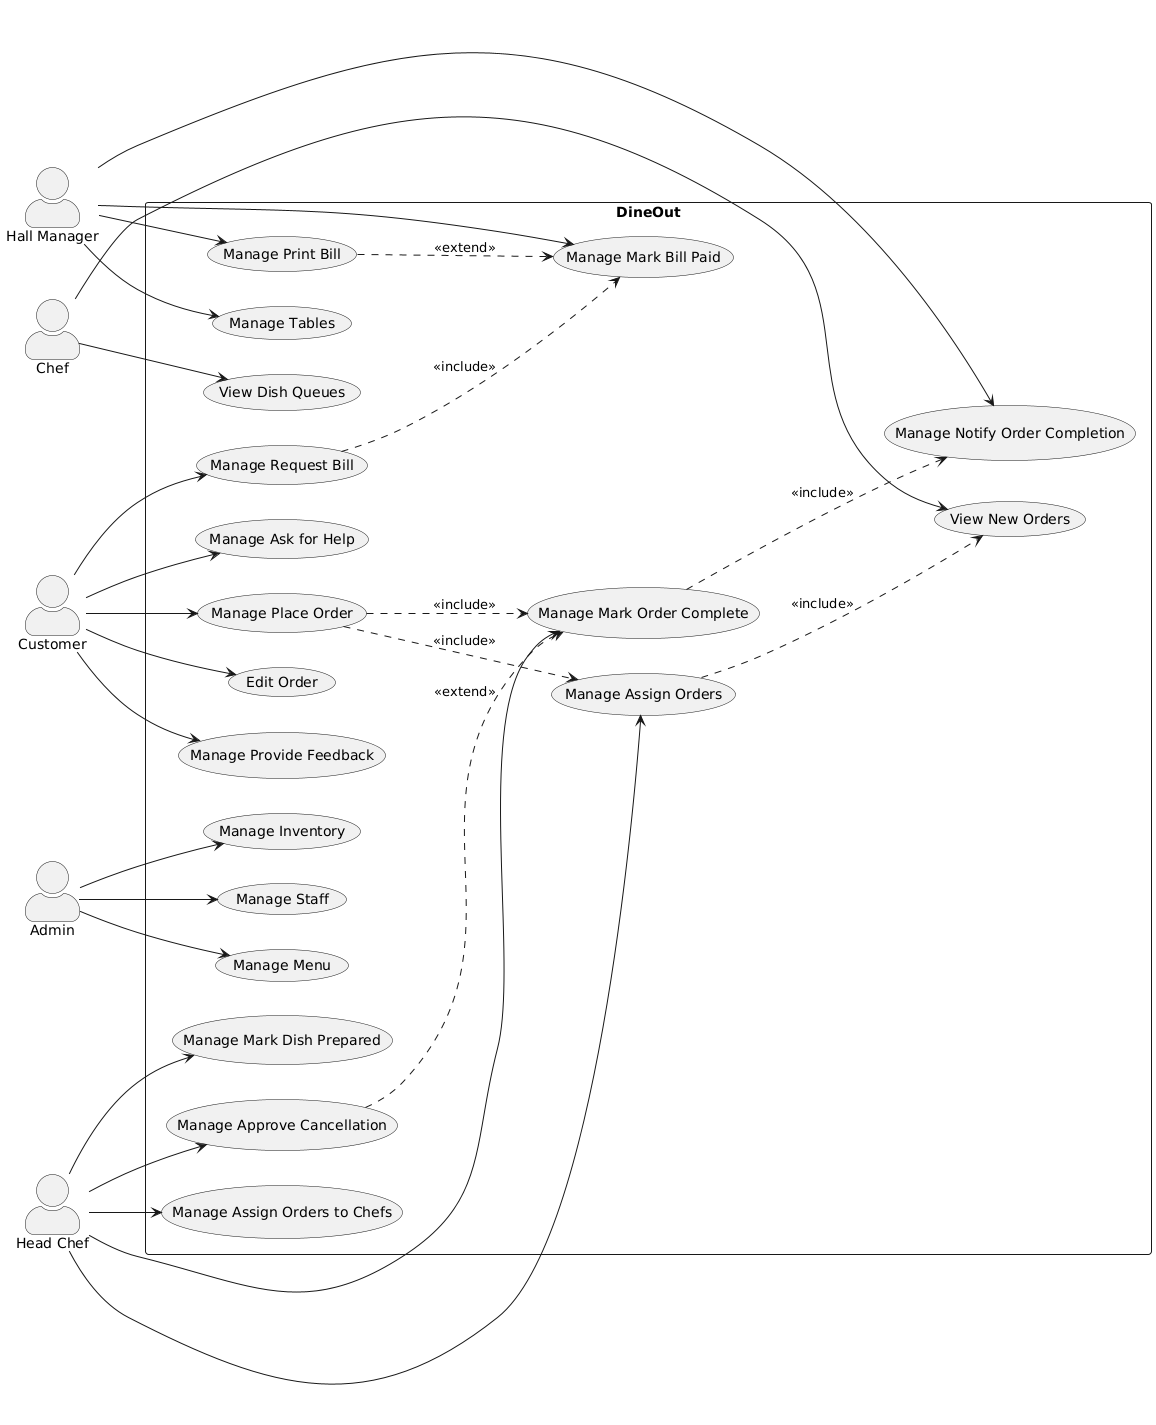 DineOut
Hall Manager
Manage Print Bill
«extend»
Manage Mark Bill Paid
Manage Tables
Chef
View Dish Queues
«include»
Manage Notify Order Completion
Manage Request Bill
«include»
View New Orders
Manage Ask for Help
Customer
Manage Place Order
«include»
Manage Mark Order Complete
«include»
«include»
Edit Order
«extend»
Manage Assign Orders
Manage Provide Feedback
Manage Inventory
Admin
Manage Staff
Manage Menu
Manage Mark Dish Prepared
Manage Approve Cancellation
Head Chef
Manage Assign Orders to Chefs